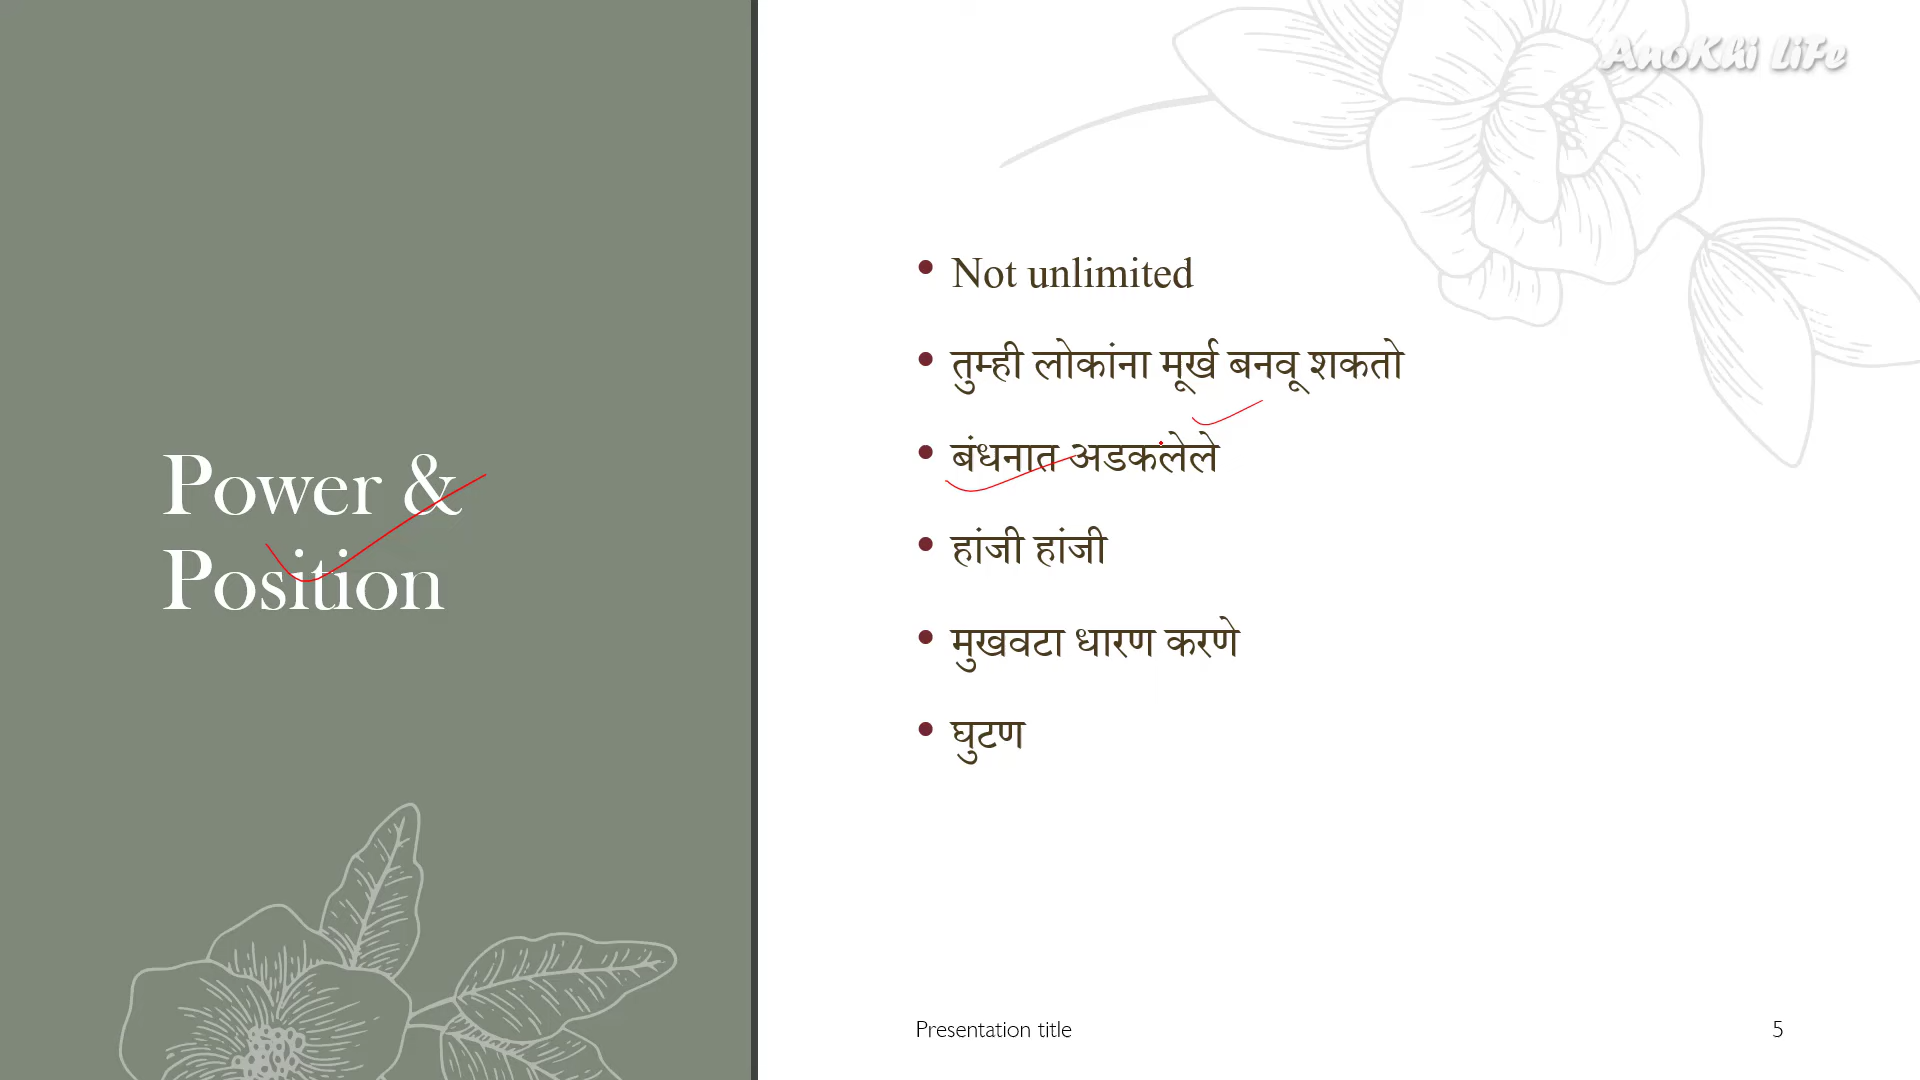 AnoKhi LiFe
Power &
Position
• Not unlimited
• तुम्ही लोकांना मूर्ख बनवू शकतो
• बंधनात अडकलेले
• हांजी हांजी
• मुखवटा धारण करणे
• घुटण
Presentation title
5